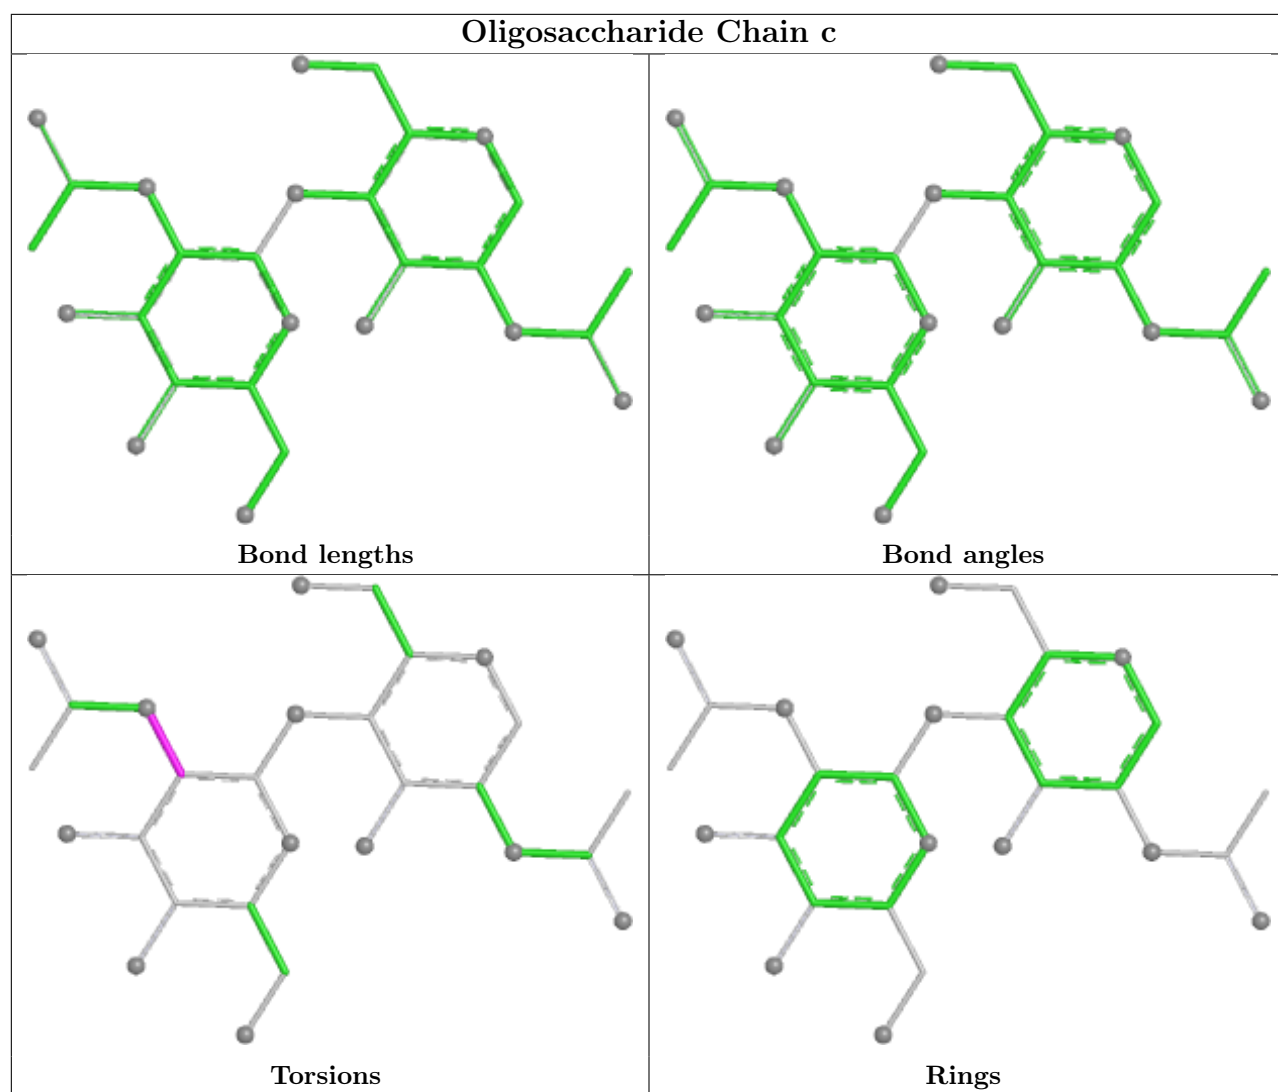 Oligosaccharide Chain c
Bond lengths
Bond angles
Torsions
Rings